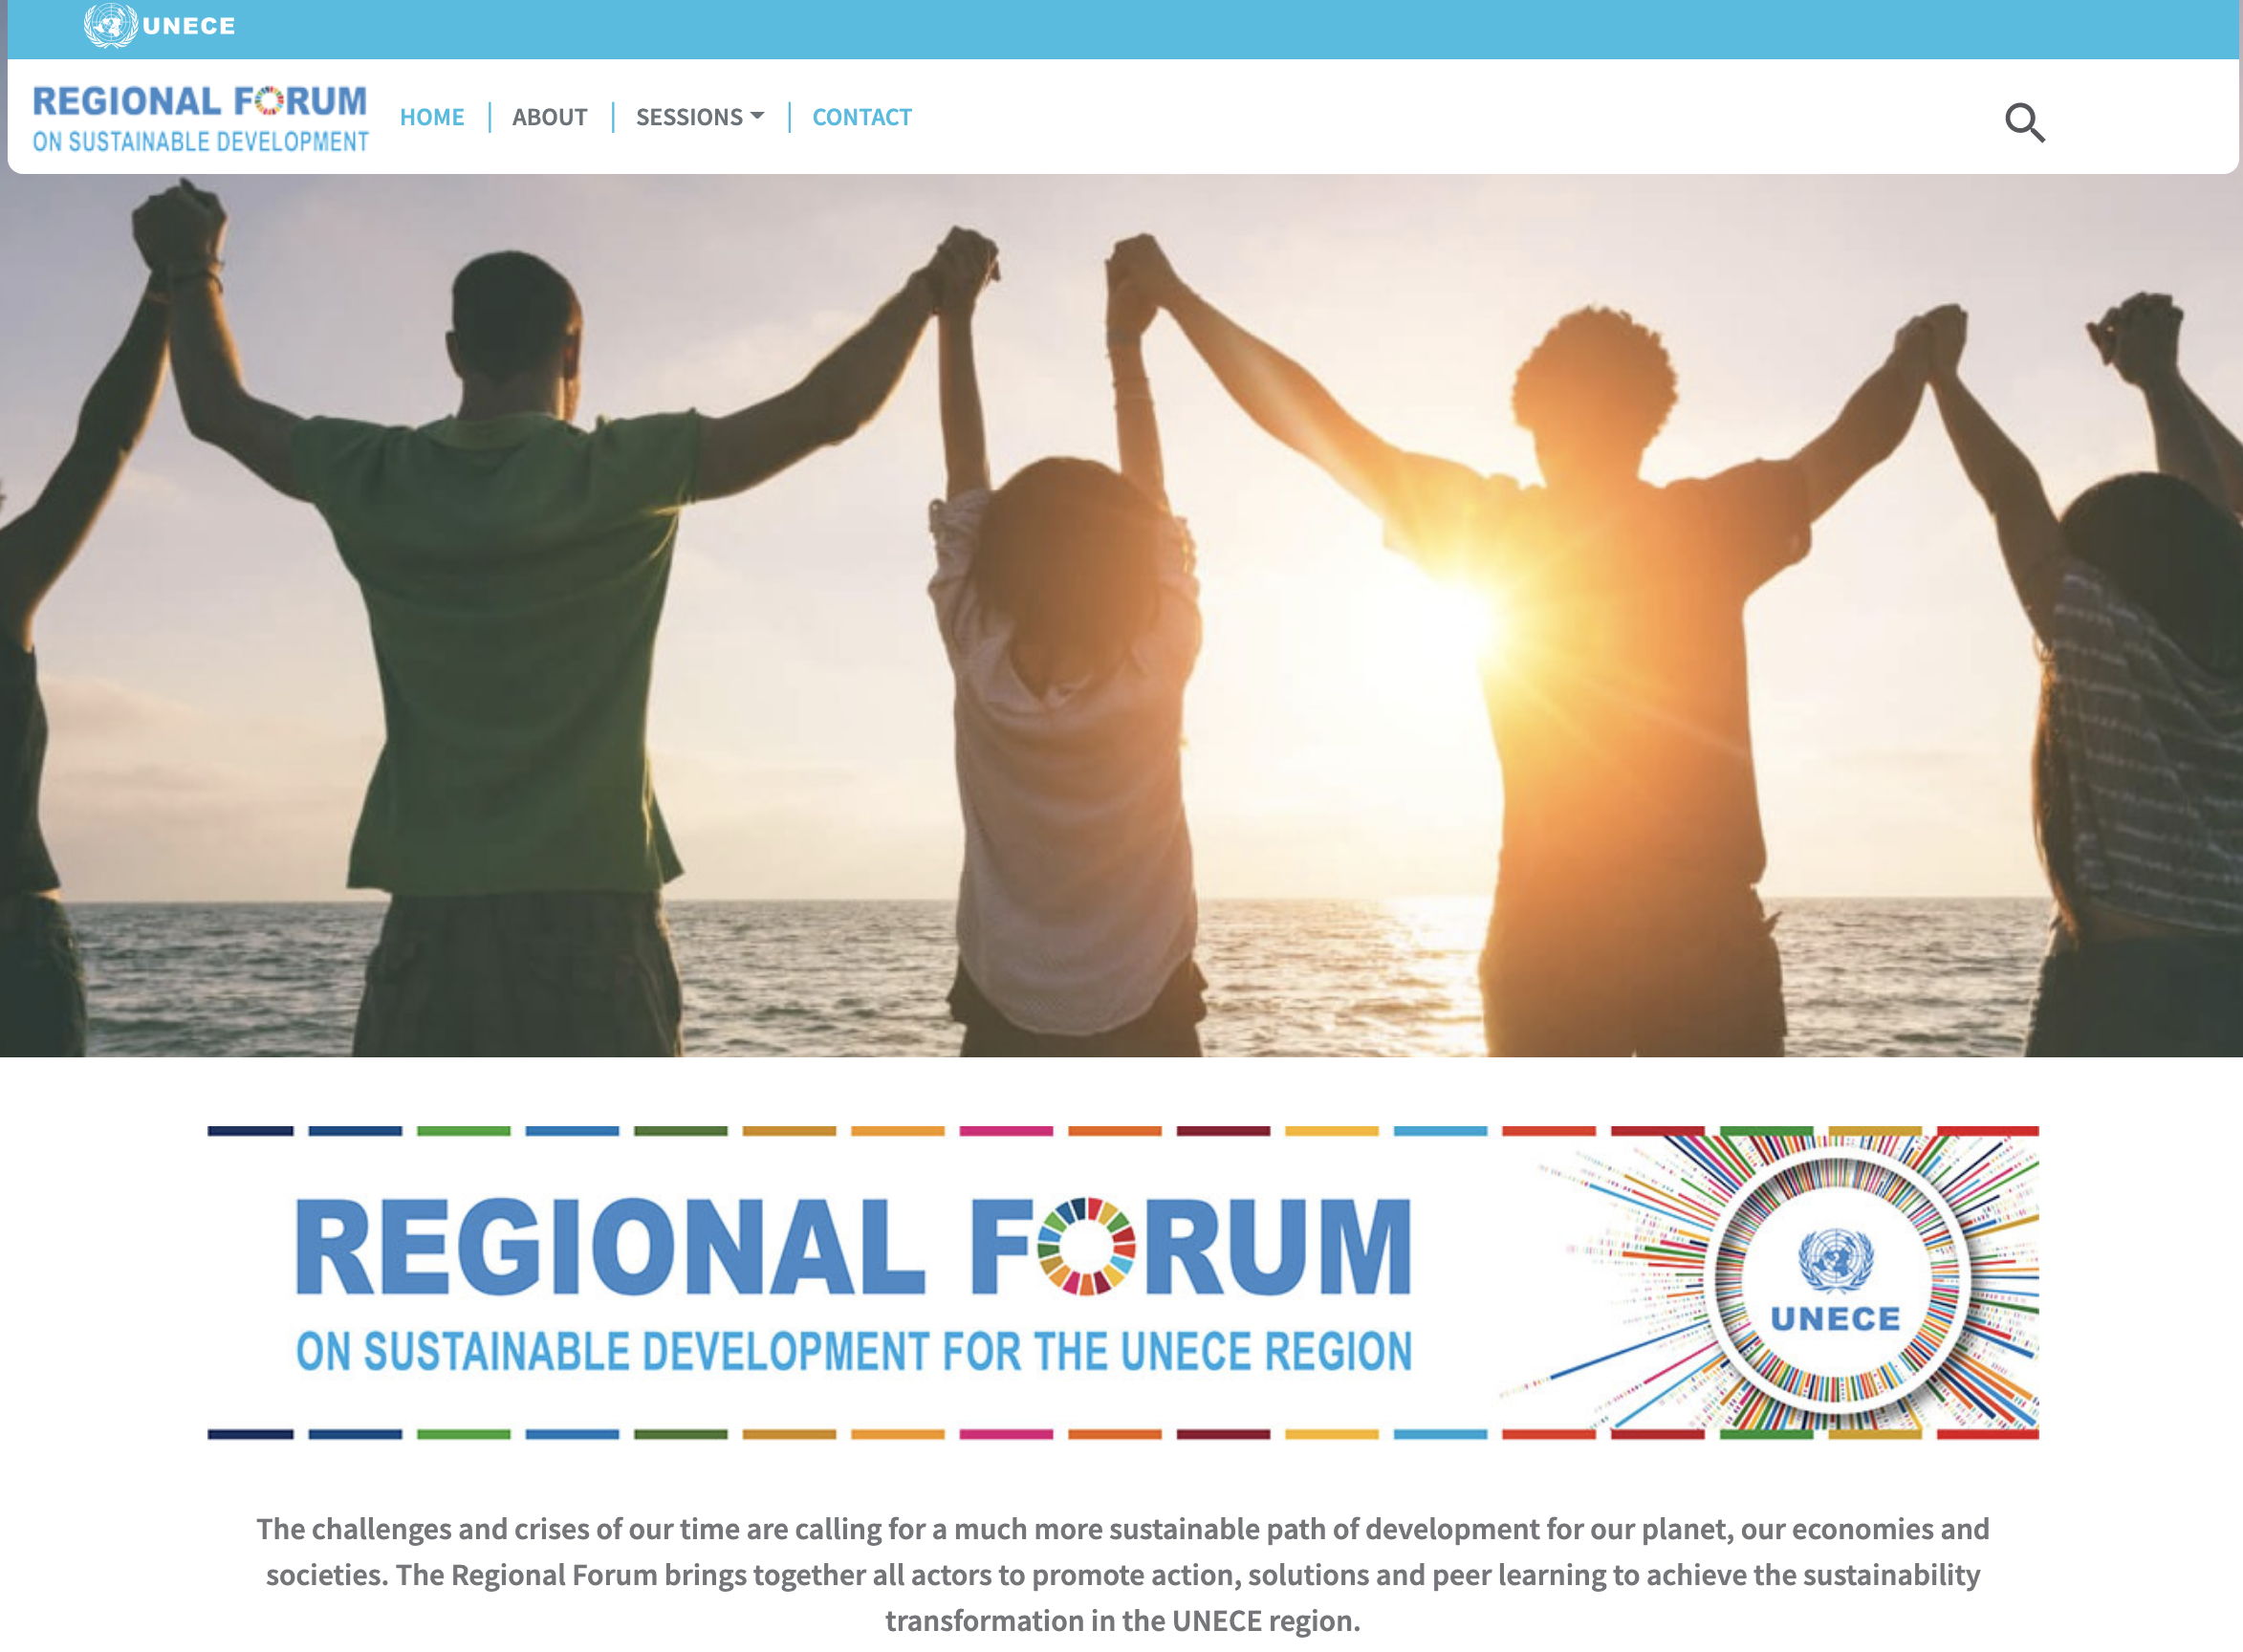 UNECE
REGIONAL FORUM
ON SUSTAINABLE DEVELOPMENT
HOME
ABOUT
SESSIONS
CONTACT
REGIONAL FORUM
ON SUSTAINABLE DEVELOPMENT FOR THE UNECE REGION
UNECE
The challenges and crises of our time are calling for a much more sustainable path of development for our planet, our economies and
societies. The Regional Forum brings together all actors to promote action, solutions and peer learning to achieve the sustainability
transformation in the UNECE region.